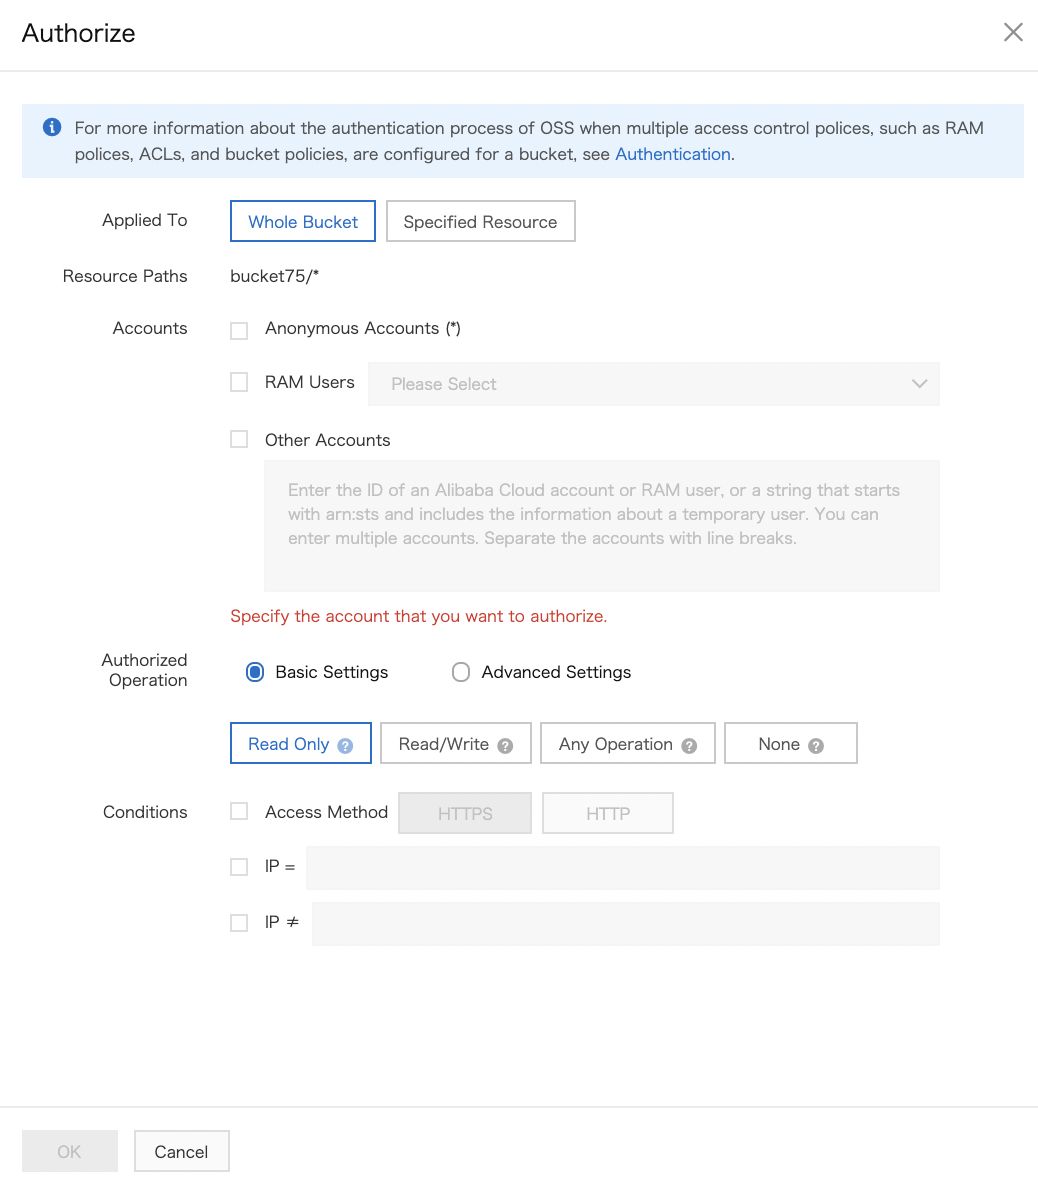 Authorize
For more information about the authentication process of OSS when multiple access control polices, such as RAM
polices, ACLs, and bucket policies, are configured for a bucket, see Authentication.
Applied To
Whole Bucket
Specified Resource
Resource Paths
bucket75/*
Accounts
Anonymous Accounts (*)
RAM Users
Please Select
Other Accounts
Enter the ID of an Alibaba Cloud account or RAM user, or a string that starts
with arn:sts and includes the information about a temporary user. You can
enter multiple accounts. Separate the accounts with line breaks.
Specify the account that you want to authorize.
Authorized
Operation
Basic Settings
Advanced Settings
Read Only ?
Read/Write ?
Any Operation ?
None ?
Conditions
Access Method
HTTPS
HTTP
IP =
IP ≠
OK
Cancel